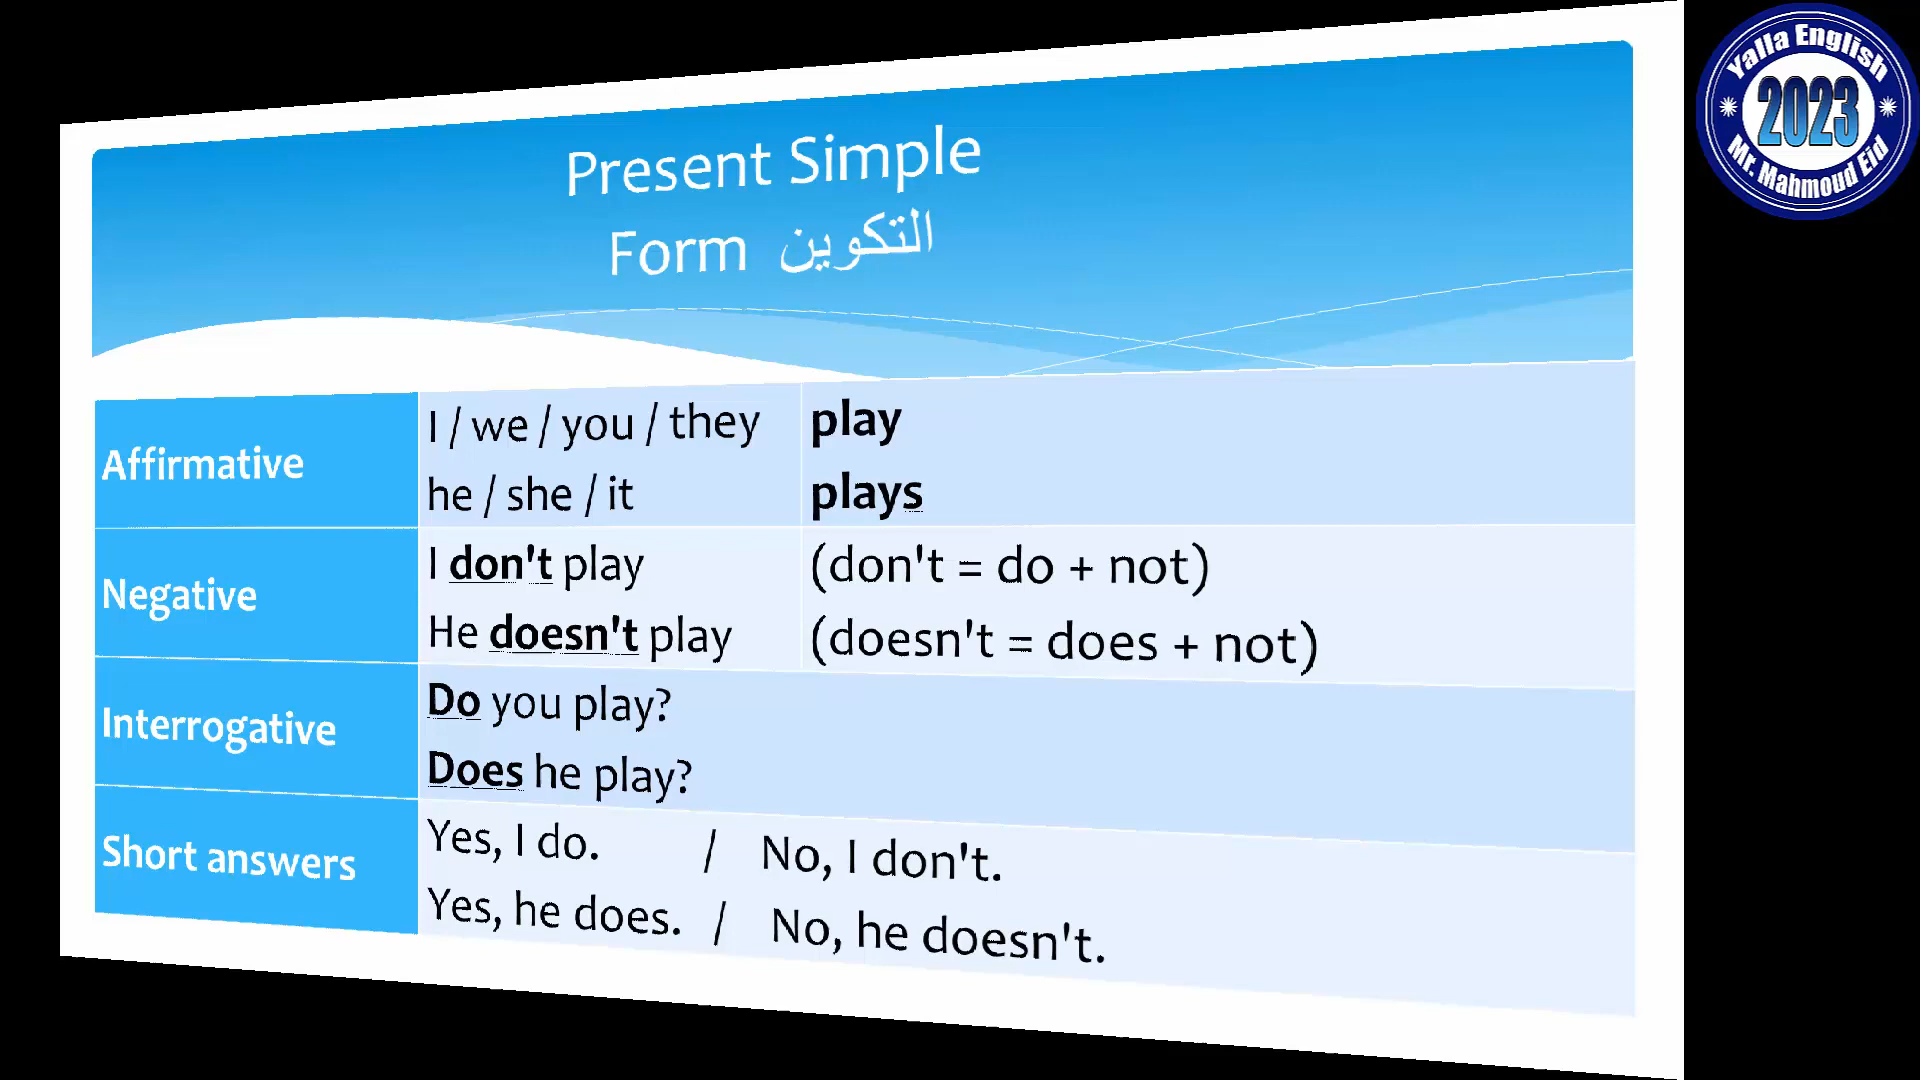 Present Simple
Form التكوين
Affirmative
I / we / you / they
play
he / she / it
plays
Negative
I don't play
(don't = do + not)
He doesn't play
(doesn't = does + not)
Interrogative
Do you play?
Does he play?
Short answers
Yes, I do. / No, I don't.
Yes, he does. / No, he doesn't.
Yalla English
2023
Mr. Mahmoud Eid